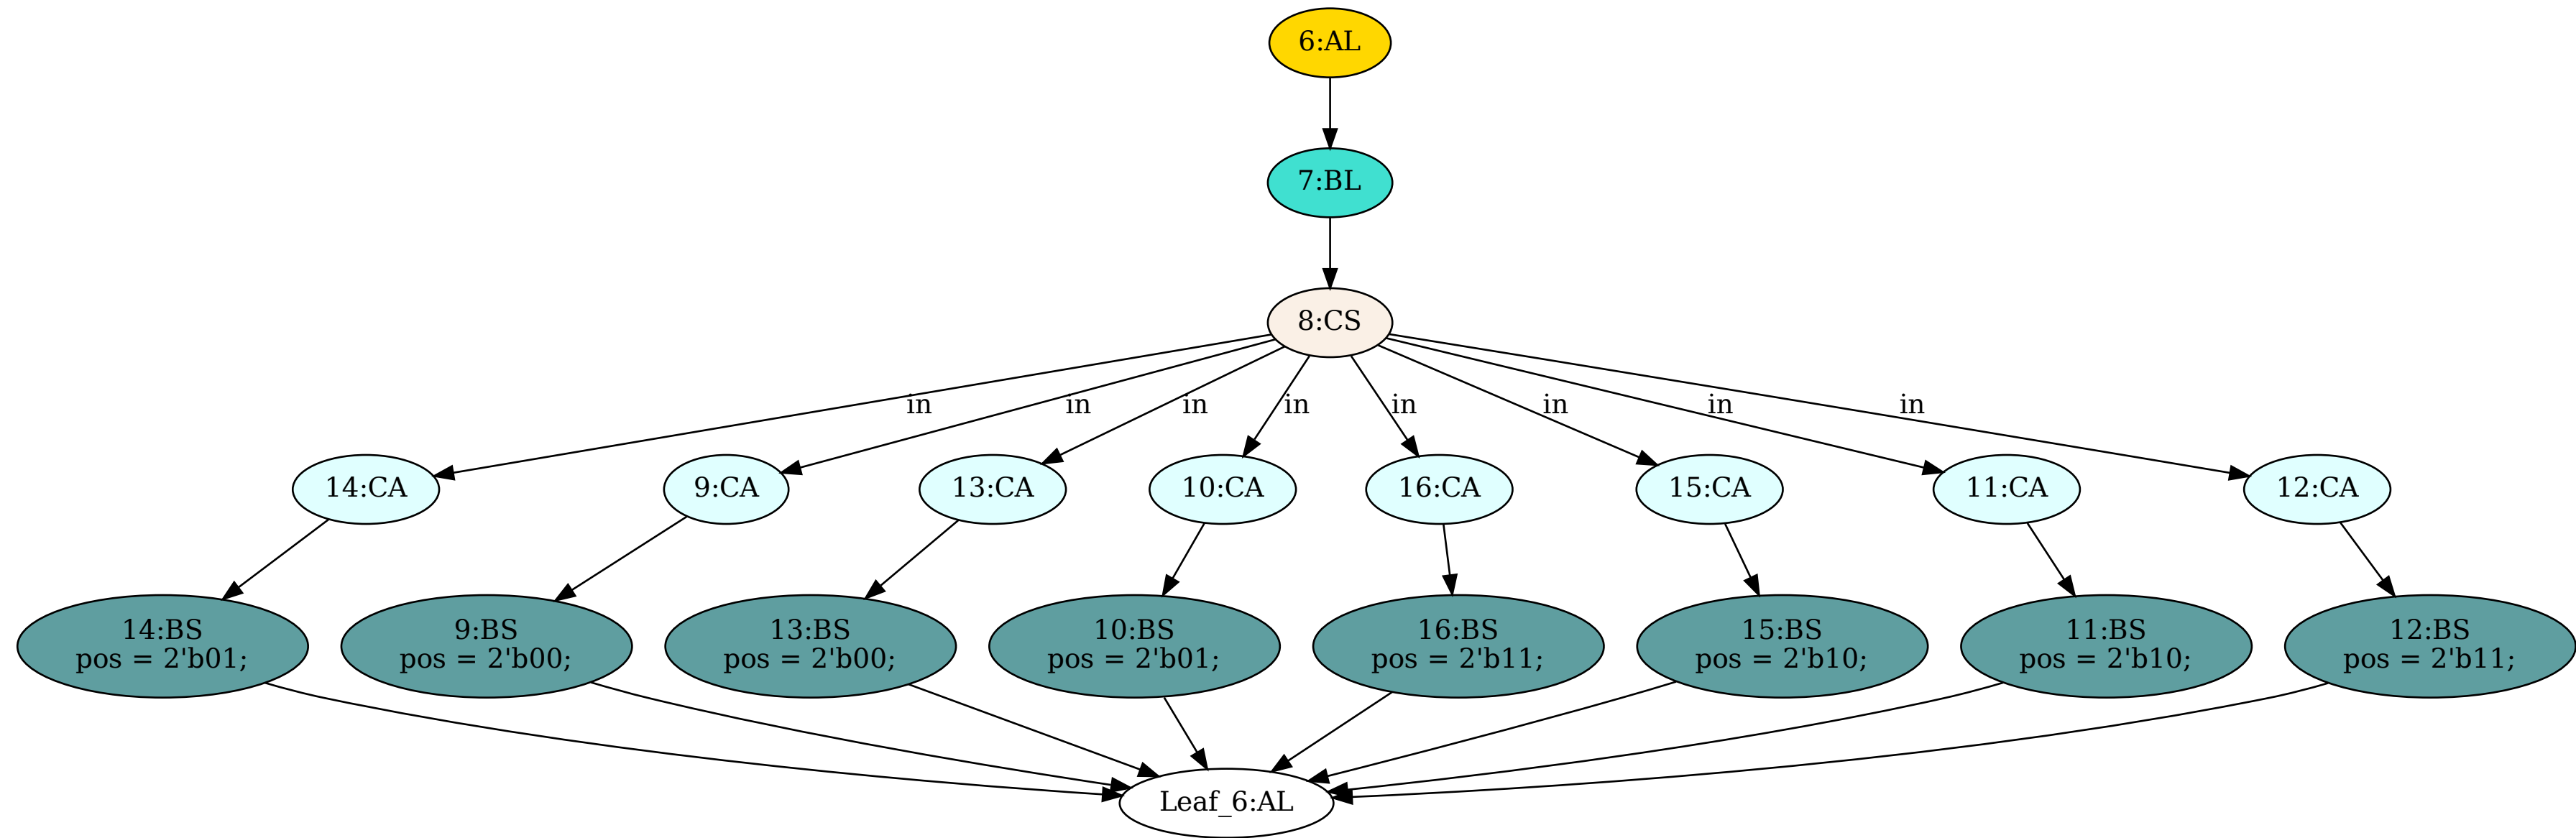 6:AL
7:BL
8:CS
in
in
in
in
in
in
in
in
14:CA
9:CA
13:CA
10:CA
16:CA
15:CA
11:CA
12:CA
14:BS
pos = 2'b01;
9:BS
pos = 2'b00;
13:BS
pos = 2'b00;
10:BS
pos = 2'b01;
16:BS
pos = 2'b11;
15:BS
pos = 2'b10;
11:BS
pos = 2'b10;
12:BS
pos = 2'b11;
Leaf_6:AL